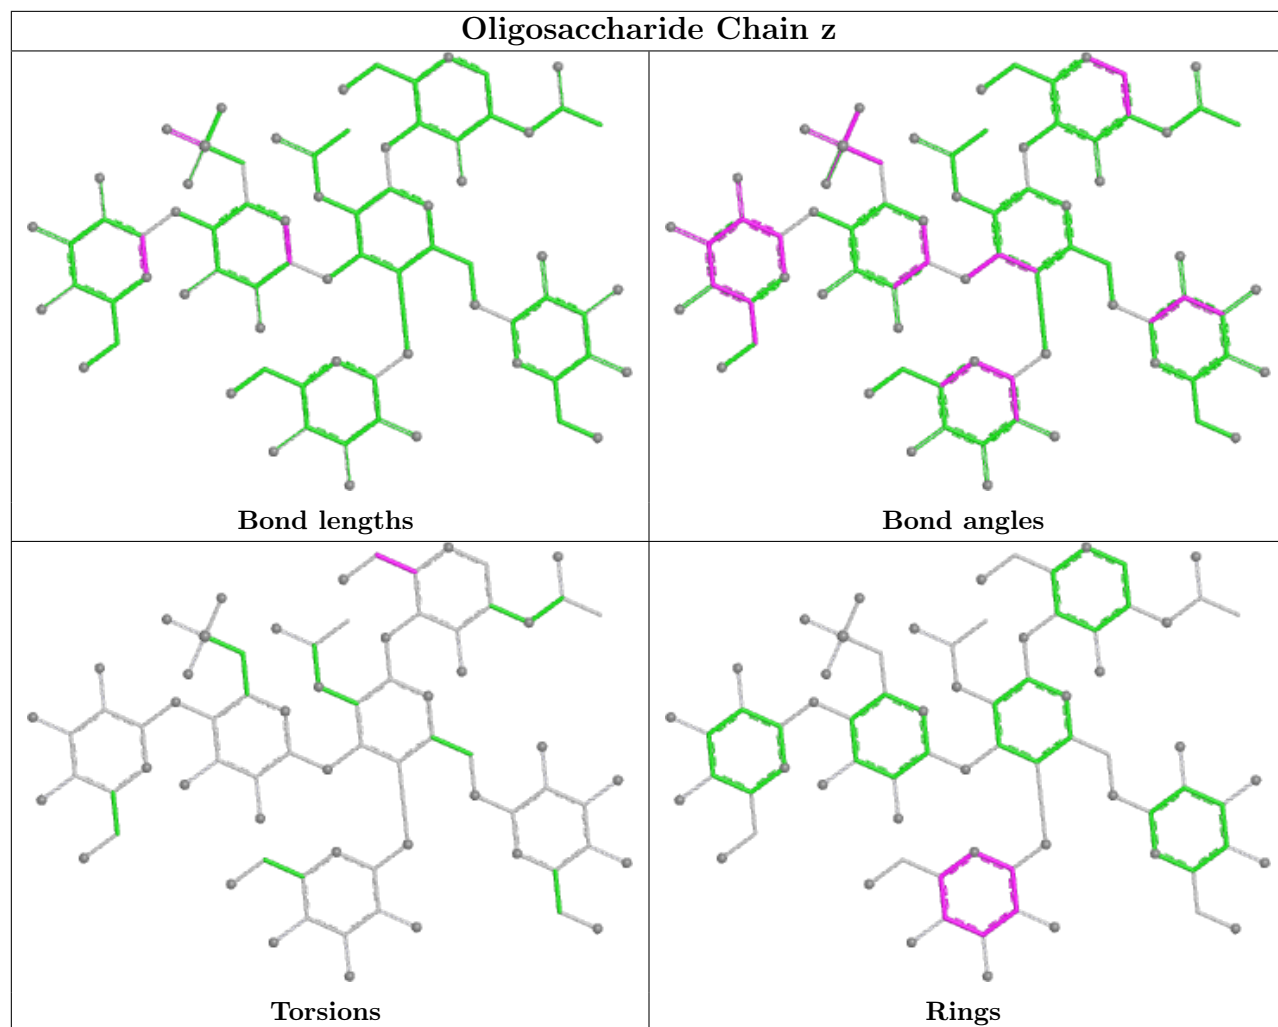 Oligosaccharide Chain z
Bond lengths
Bond angles
Torsions
Rings